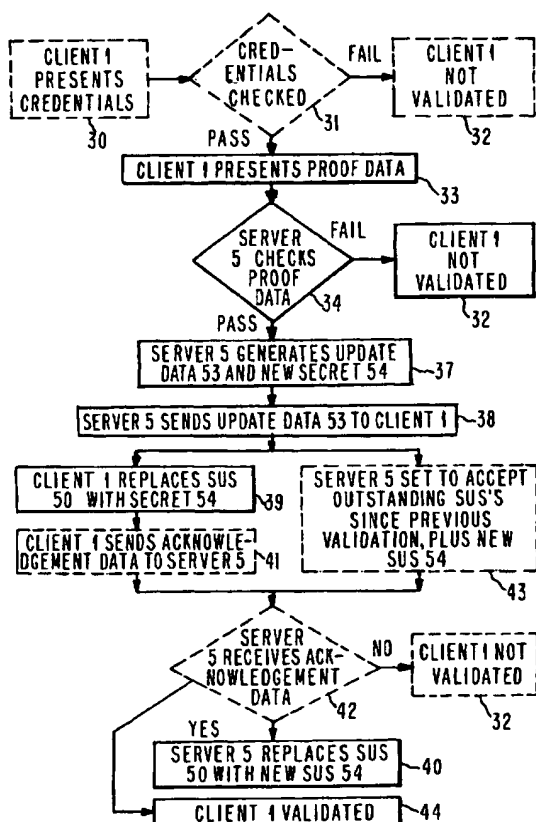 CLIENT 1
PRESENTS
CREDENTIALS
30
CRED-
ENTIALS
CHECKED
31
FAIL
CLIENT 1
NOT
VALIDATED
32
PASS
CLIENT 1 PRESENTS PROOF DATA
33
SERVER
5 CHECKS
PROOF
DATA
34
FAIL
CLIENT 1
NOT
VALIDATED
32
PASS
SERVER 5 GENERATES UPDATE
DATA 53 AND NEW SECRET 54
37
SERVER 5 SENDS UPDATE DATA 53 TO CLIENT 1
38
CLIENT 1 REPLACES SUS
50 WITH SECRET 54
39
CLIENT 1 SENDS ACKNOWLE-
DGEMENT DATA TO SERVER 5
41
SERVER 5 SET TO ACCEPT
OUTSTANDING SUS'S
SINCE PREVIOUS
VALIDATION, PLUS NEW
SUS 54
43
SERVER
5 RECEIVES ACK-
NOWLEDGEMENT
DATA
42
NO
CLIENT 1 NOT
VALIDATED
32
YES
SERVER 5 REPLACES SUS
50 WITH NEW SUS 54
40
CLIENT 1 VALIDATED
44